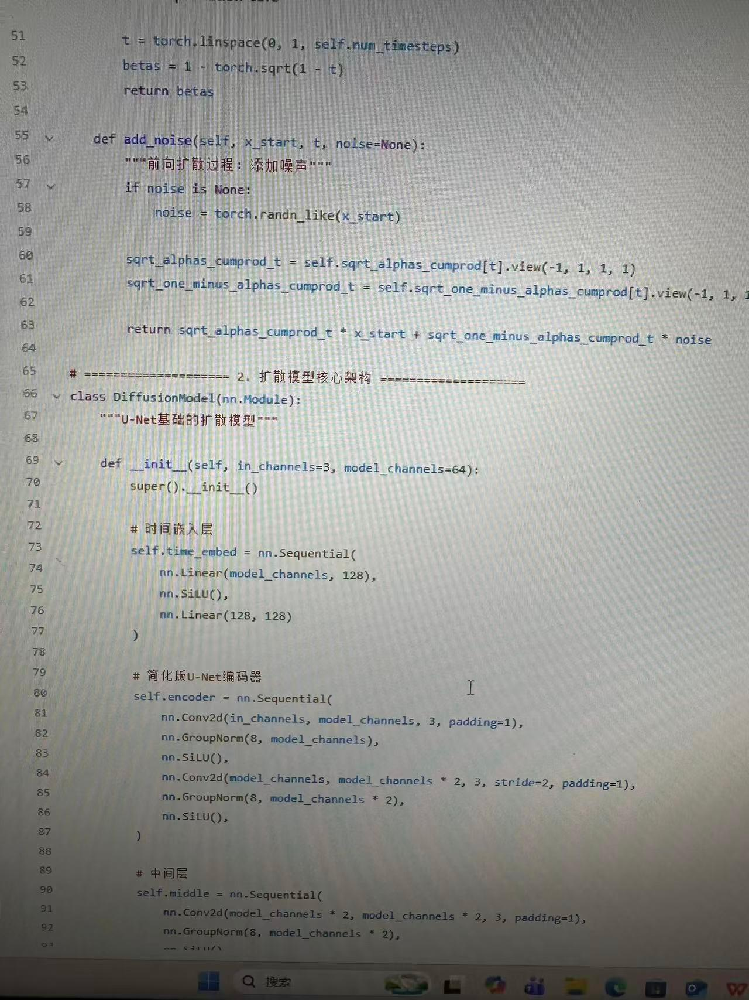 51 t = torch.linspace(0, 1, self.num_timesteps)
52 betas = 1 - torch.sqrt(1 - t)
53 return betas
54
55 def add_noise(self, x_start, t, noise=None):
56 """前向扩散过程: 添加噪声"""
57 if noise is None:
58 noise = torch.randn_like(x_start)
59
60 sqrt_alphas_cumprod_t = self.sqrt_alphas_cumprod[t].view(-1, 1, 1, 1)
61 sqrt_one_minus_alphas_cumprod_t = self.sqrt_one_minus_alphas_cumprod[t].view(-1, 1, 1
62
63 return sqrt_alphas_cumprod_t * x_start + sqrt_one_minus_alphas_cumprod_t * noise
64
65 # ==================== 2. 扩散模型核心架构 ====================
66 class DiffusionModel(nn.Module):
67 """U-Net基础的扩散模型"""
68
69 def __init__(self, in_channels=3, model_channels=64):
70 super().__init__()
71
72 # 时间嵌入层
73 self.time_embed = nn.Sequential(
74 nn.Linear(model_channels, 128),
75 nn.SiLU(),
76 nn.Linear(128, 128)
77 )
78
79 # 简化版U-Net编码器
80 self.encoder = nn.Sequential(
81 nn.Conv2d(in_channels, model_channels, 3, padding=1),
82 nn.GroupNorm(8, model_channels),
83 nn.SiLU(),
84 nn.Conv2d(model_channels, model_channels * 2, 3, stride=2, padding=1),
85 nn.GroupNorm(8, model_channels * 2),
86 nn.SiLU(),
87 )
88
89 # 中间层
90 self.middle = nn.Sequential(
91 nn.Conv2d(model_channels * 2, model_channels * 2, 3, padding=1),
92 nn.GroupNorm(8, model_channels * 2),
搜索